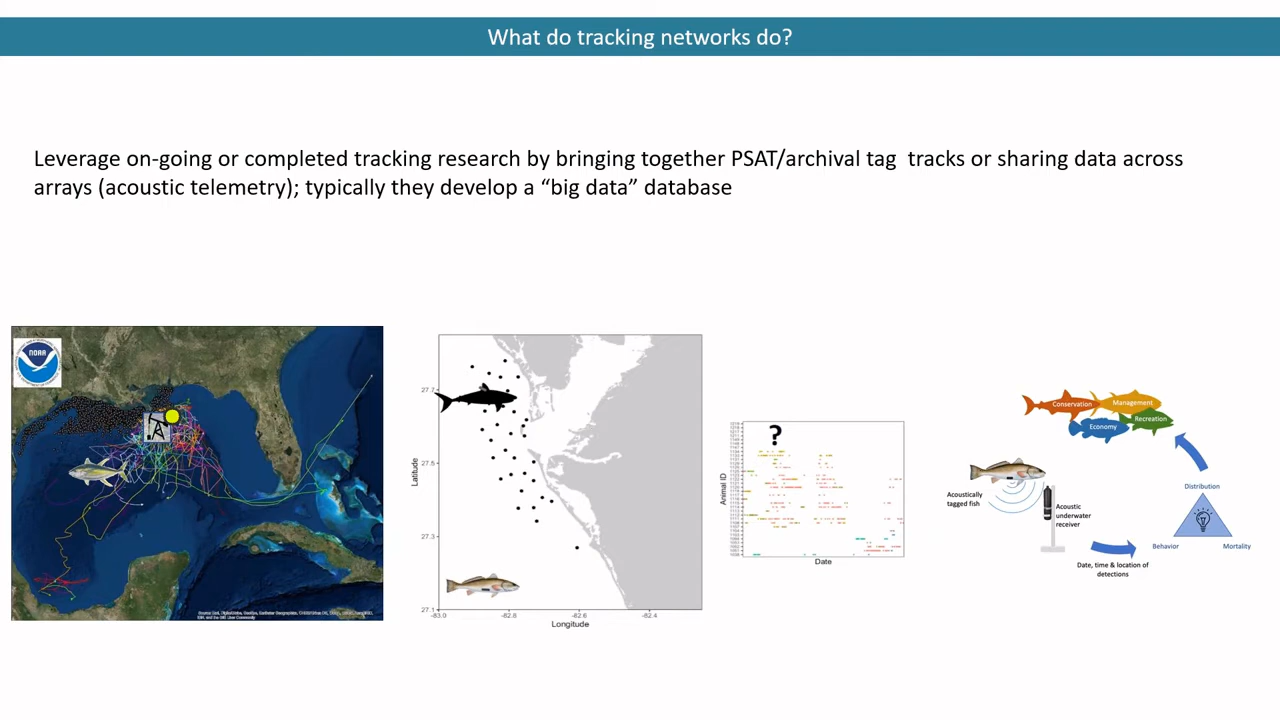 What do tracking networks do?
Leverage on-going or completed tracking research by bringing together PSAT/archival tag  tracks or sharing data across
arrays (acoustic telemetry); typically they develop a “big data” database
NOAA
27.7
27.5
27.3
27.1
Latitude
-83.0
-82.8
-82.6
-82.4
Longitude
?
Animal ID
Date
Conservation
Management
Recreation
Economy
Acoustically
tagged fish
Acoustic
underwater
receiver
Date, time & location of
detections
Distribution
Behavior
Mortality